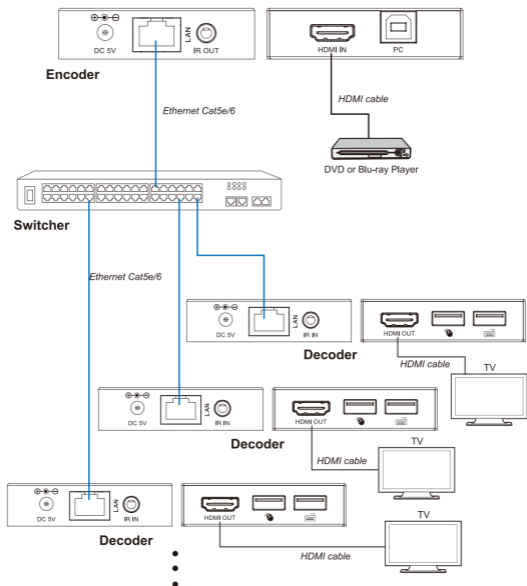 DC 5V
LAN
IR OUT
HDMI IN
PC
Encoder
HDMI cable
Ethernet Cat5e/6
DVD or Blu-ray Player
Switcher
Ethernet Cat5e/6
DC 5V
LAN
IR IN
HDMI OUT
Decoder
HDMI cable
TV
DC 5V
LAN
IR IN
HDMI OUT
Decoder
TV
HDMI cable
DC 5V
LAN
IR IN
HDMI OUT
TV
Decoder
HDMI cable